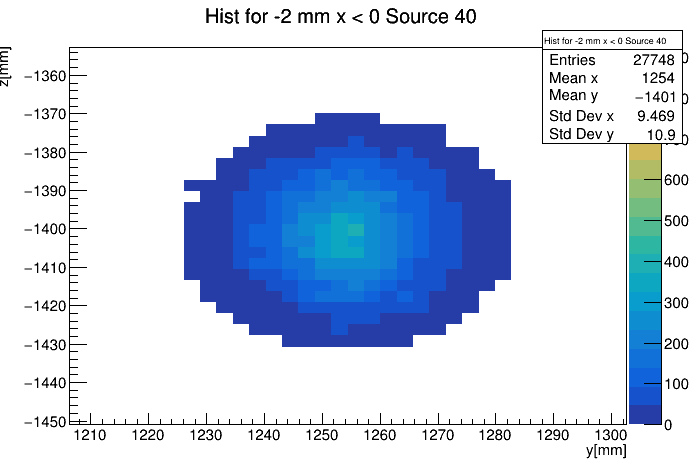 Hist for -2 mm x < 0 Source 40
Hist for -2 mm x < 0 Source 40
Entries 27748
Mean x 1254
Mean y −1401
Std Dev x 9.469
Std Dev y 10.9
z[mm]
−1360
−1370
−1380
−1390
−1400
−1410
−1420
−1430
−1440
−1450
1210 1220 1230 1240 1250 1260 1270 1280 1290 1300
y[mm]
600
500
400
300
200
100
0